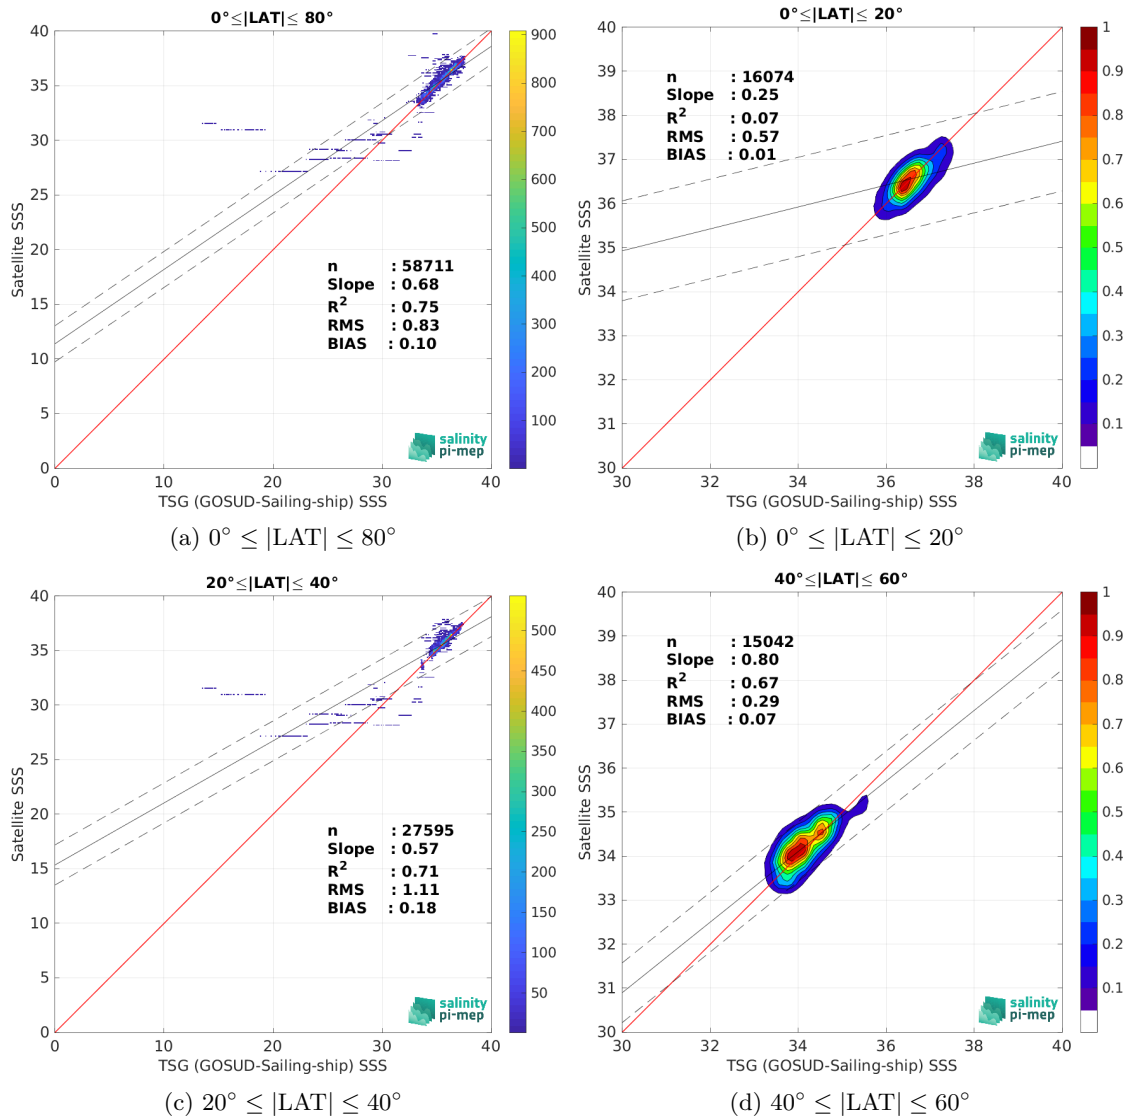 0°≤|LAT|≤ 80°
40
35
30
25
20
15
10
5
0
Satellite SSS
n : 58711
Slope : 0.68
R2 : 0.75
RMS : 0.83
BIAS : 0.10
salinity
pi-mep
0 10 20 30 40
TSG (GOSUD-Sailing-ship) SSS
900
800
700
600
500
400
300
200
100
(a) 0° ≤ |LAT| ≤ 80°
0°≤|LAT|≤ 20°
40
39
38
37
36
35
34
33
32
31
30
Satellite SSS
n : 16074
Slope : 0.25
R2 : 0.07
RMS : 0.57
BIAS : 0.01
salinity
pi-mep
30 32 34 36 38 40
TSG (GOSUD-Sailing-ship) SSS
1
0.9
0.8
0.7
0.6
0.5
0.4
0.3
0.2
0.1
(b) 0° ≤ |LAT| ≤ 20°
20°≤|LAT|≤ 40°
40
35
30
25
20
15
10
5
0
Satellite SSS
n : 27595
Slope : 0.57
R2 : 0.71
RMS : 1.11
BIAS : 0.18
salinity
pi-mep
0 10 20 30 40
TSG (GOSUD-Sailing-ship) SSS
500
450
400
350
300
250
200
150
100
50
(c) 20° ≤ |LAT| ≤ 40°
40°≤|LAT|≤ 60°
40
39
38
37
36
35
34
33
32
31
30
Satellite SSS
n : 15042
Slope : 0.80
R2 : 0.67
RMS : 0.29
BIAS : 0.07
salinity
pi-mep
30 32 34 36 38 40
TSG (GOSUD-Sailing-ship) SSS
1
0.9
0.8
0.7
0.6
0.5
0.4
0.3
0.2
0.1
(d) 40° ≤ |LAT| ≤ 60°